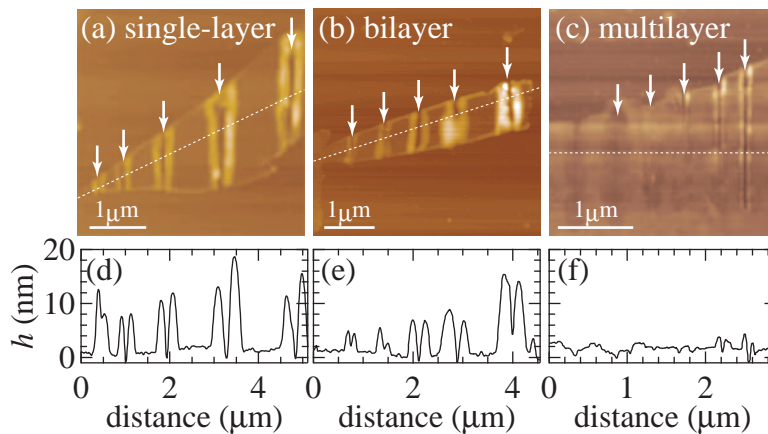 (a) single-layer
(b) bilayer
(c) multilayer
1μm
1μm
1μm
(d)
(e)
(f)
20
10
0
h (nm)
0 2 4
0 2 4
0 1 2
distance (μm)
distance (μm)
distance (μm)